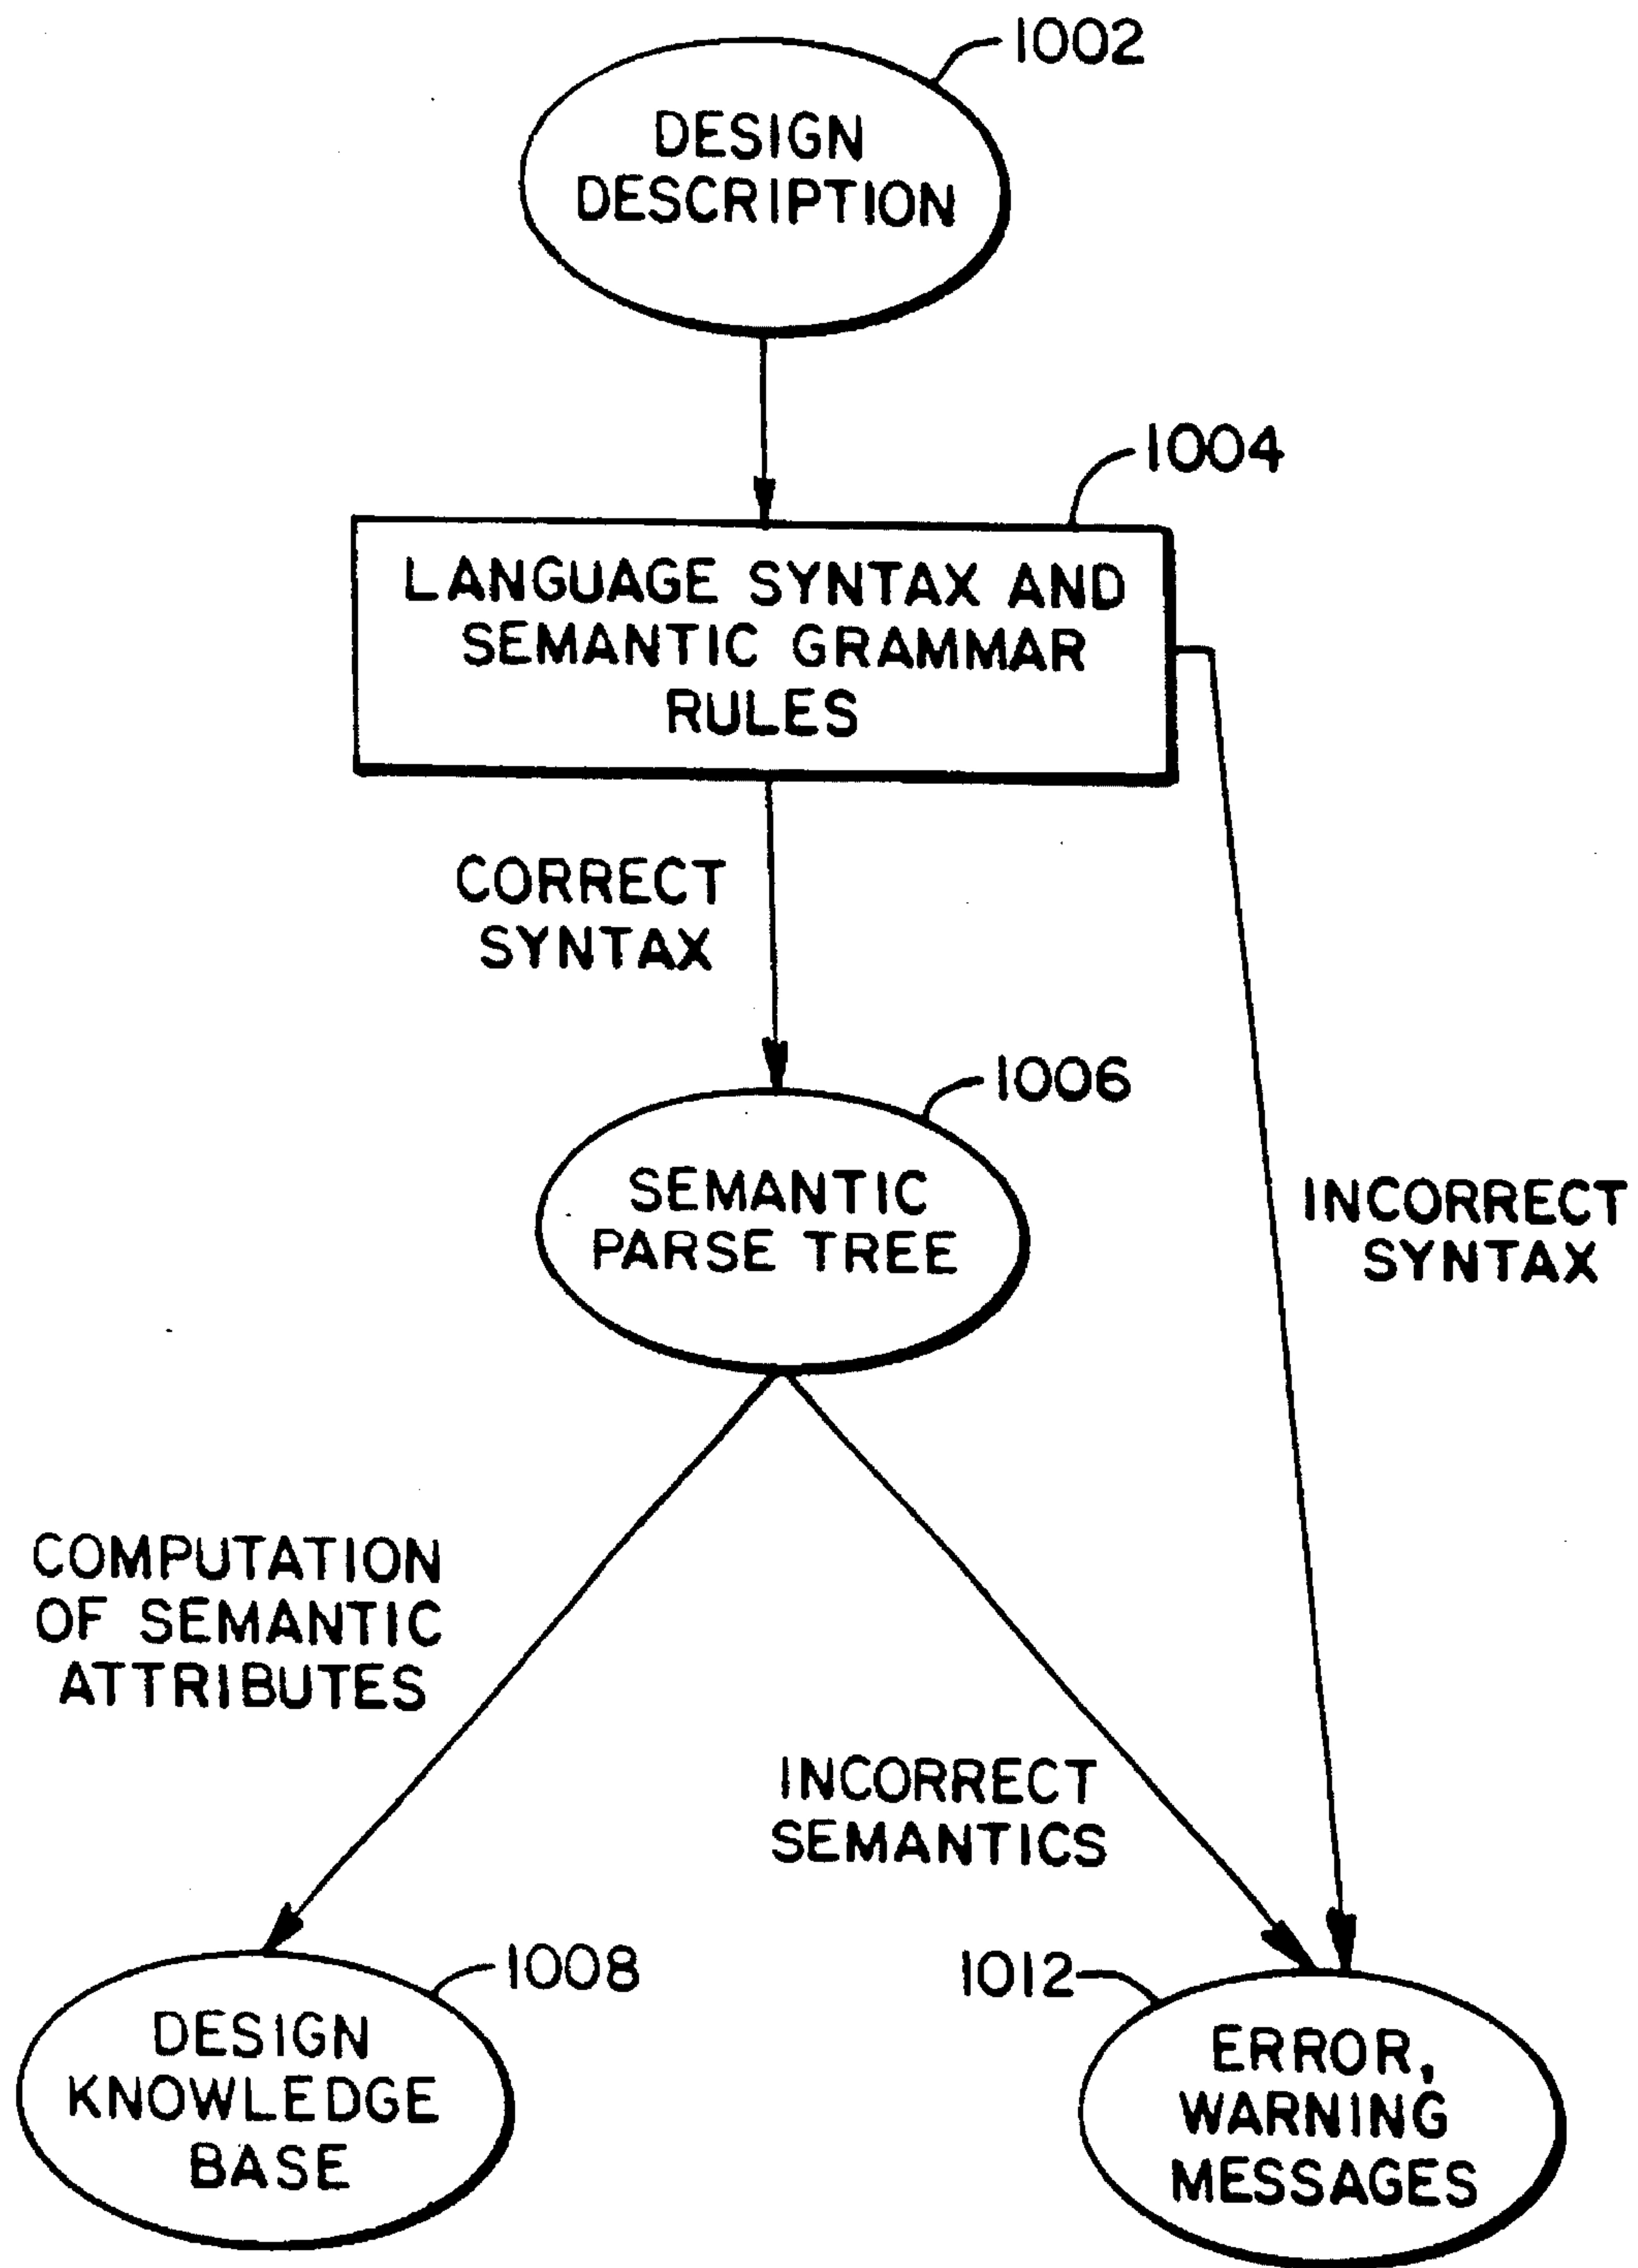 1002
DESIGN
DESCRIPTION
1004
LANGUAGE SYNTAX AND
SEMANTIC GRAMMAR
RULES
CORRECT
SYNTAX
1006
SEMANTIC
PARSE TREE
INCORRECT
SYNTAX
COMPUTATION
OF SEMANTIC
ATTRIBUTES
INCORRECT
SEMANTICS
1008
DESIGN
KNOWLEDGE
BASE
1012
ERROR,
WARNING
MESSAGES